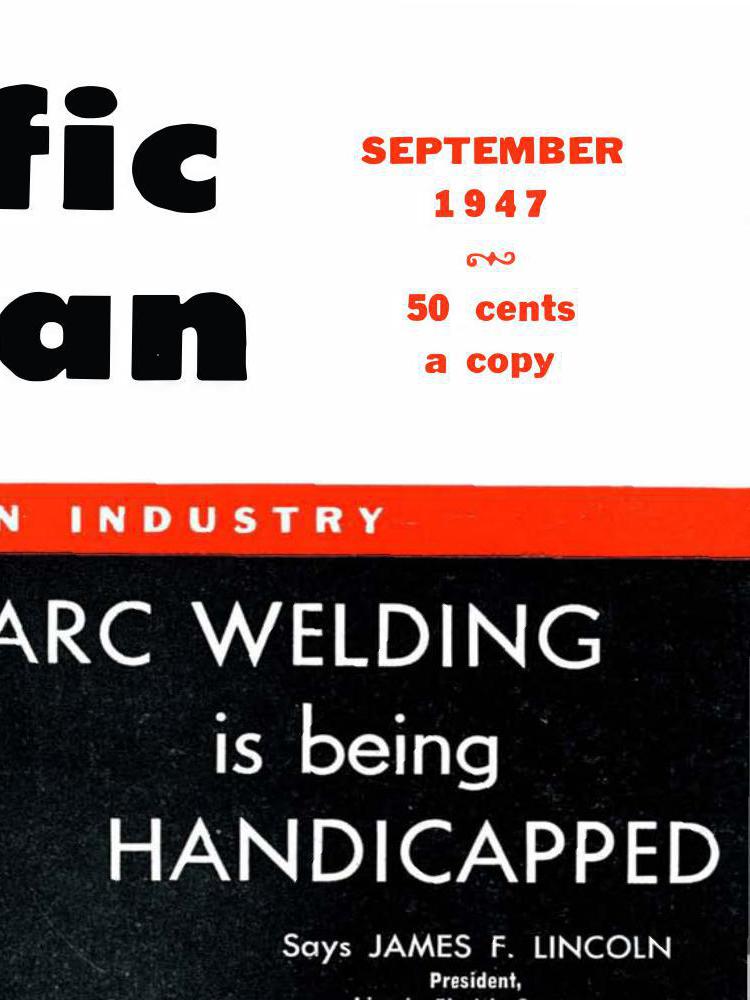 fic
an
SEPTEMBER
1947
50 cents
a copy
N INDUSTRY
ARC WELDING
is being
HANDICAPPED
Says JAMES F. LINCOLN
President,